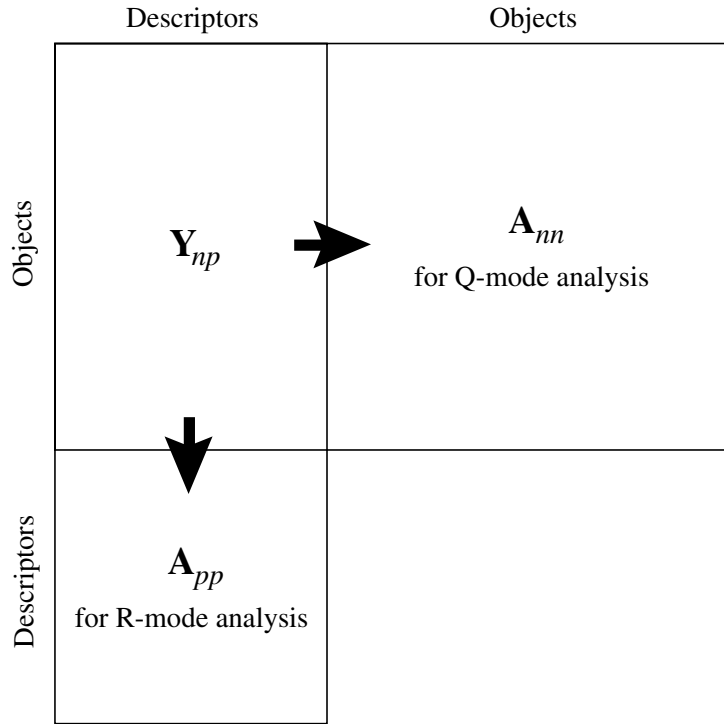 Descriptors
Objects
Objects
Y_np
A_nn
for Q-mode analysis
Descriptors
A_pp
for R-mode analysis